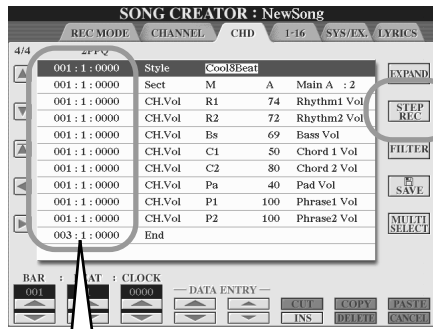 SONG CREATOR : NewSong
REC MODE CHANNEL CHD 1-16 SYS/EX. LYRICS
4/4 2PPQ
001 : 1 : 0000 Style Cool8Beat
001 : 1 : 0000 Sect M A Main A : 2
001 : 1 : 0000 CH.Vol R1 74 Rhythm1 Vol
001 : 1 : 0000 CH.Vol R2 72 Rhythm2 Vol
001 : 1 : 0000 CH.Vol Bs 69 Bass Vol
001 : 1 : 0000 CH.Vol C1 50 Chord 1 Vol
001 : 1 : 0000 CH.Vol C2 80 Chord 2 Vol
001 : 1 : 0000 CH.Vol Pa 40 Pad Vol
001 : 1 : 0000 CH.Vol P1 100 Phrase1 Vol
001 : 1 : 0000 CH.Vol P2 100 Phrase2 Vol
003 : 1 : 0000 End
EXPAND
STEP
REC
FILTER
SAVE
MULTI
SELECT
BAR : BEAT : CLOCK
001 0000
DATA ENTRY
CUT COPY PASTE
INS DELETE CANCEL